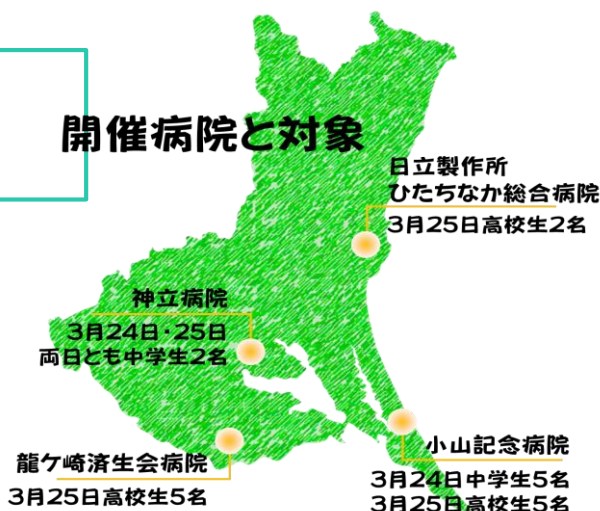 開催病院と対象
日立製作所
ひたちなか総合病院
3月25日高校生2名
神立病院
3月24日・25日
両日とも中学生2名
龍ケ崎済生会病院
3月25日高校生5名
小山記念病院
3月24日中学生5名
3月25日高校生5名